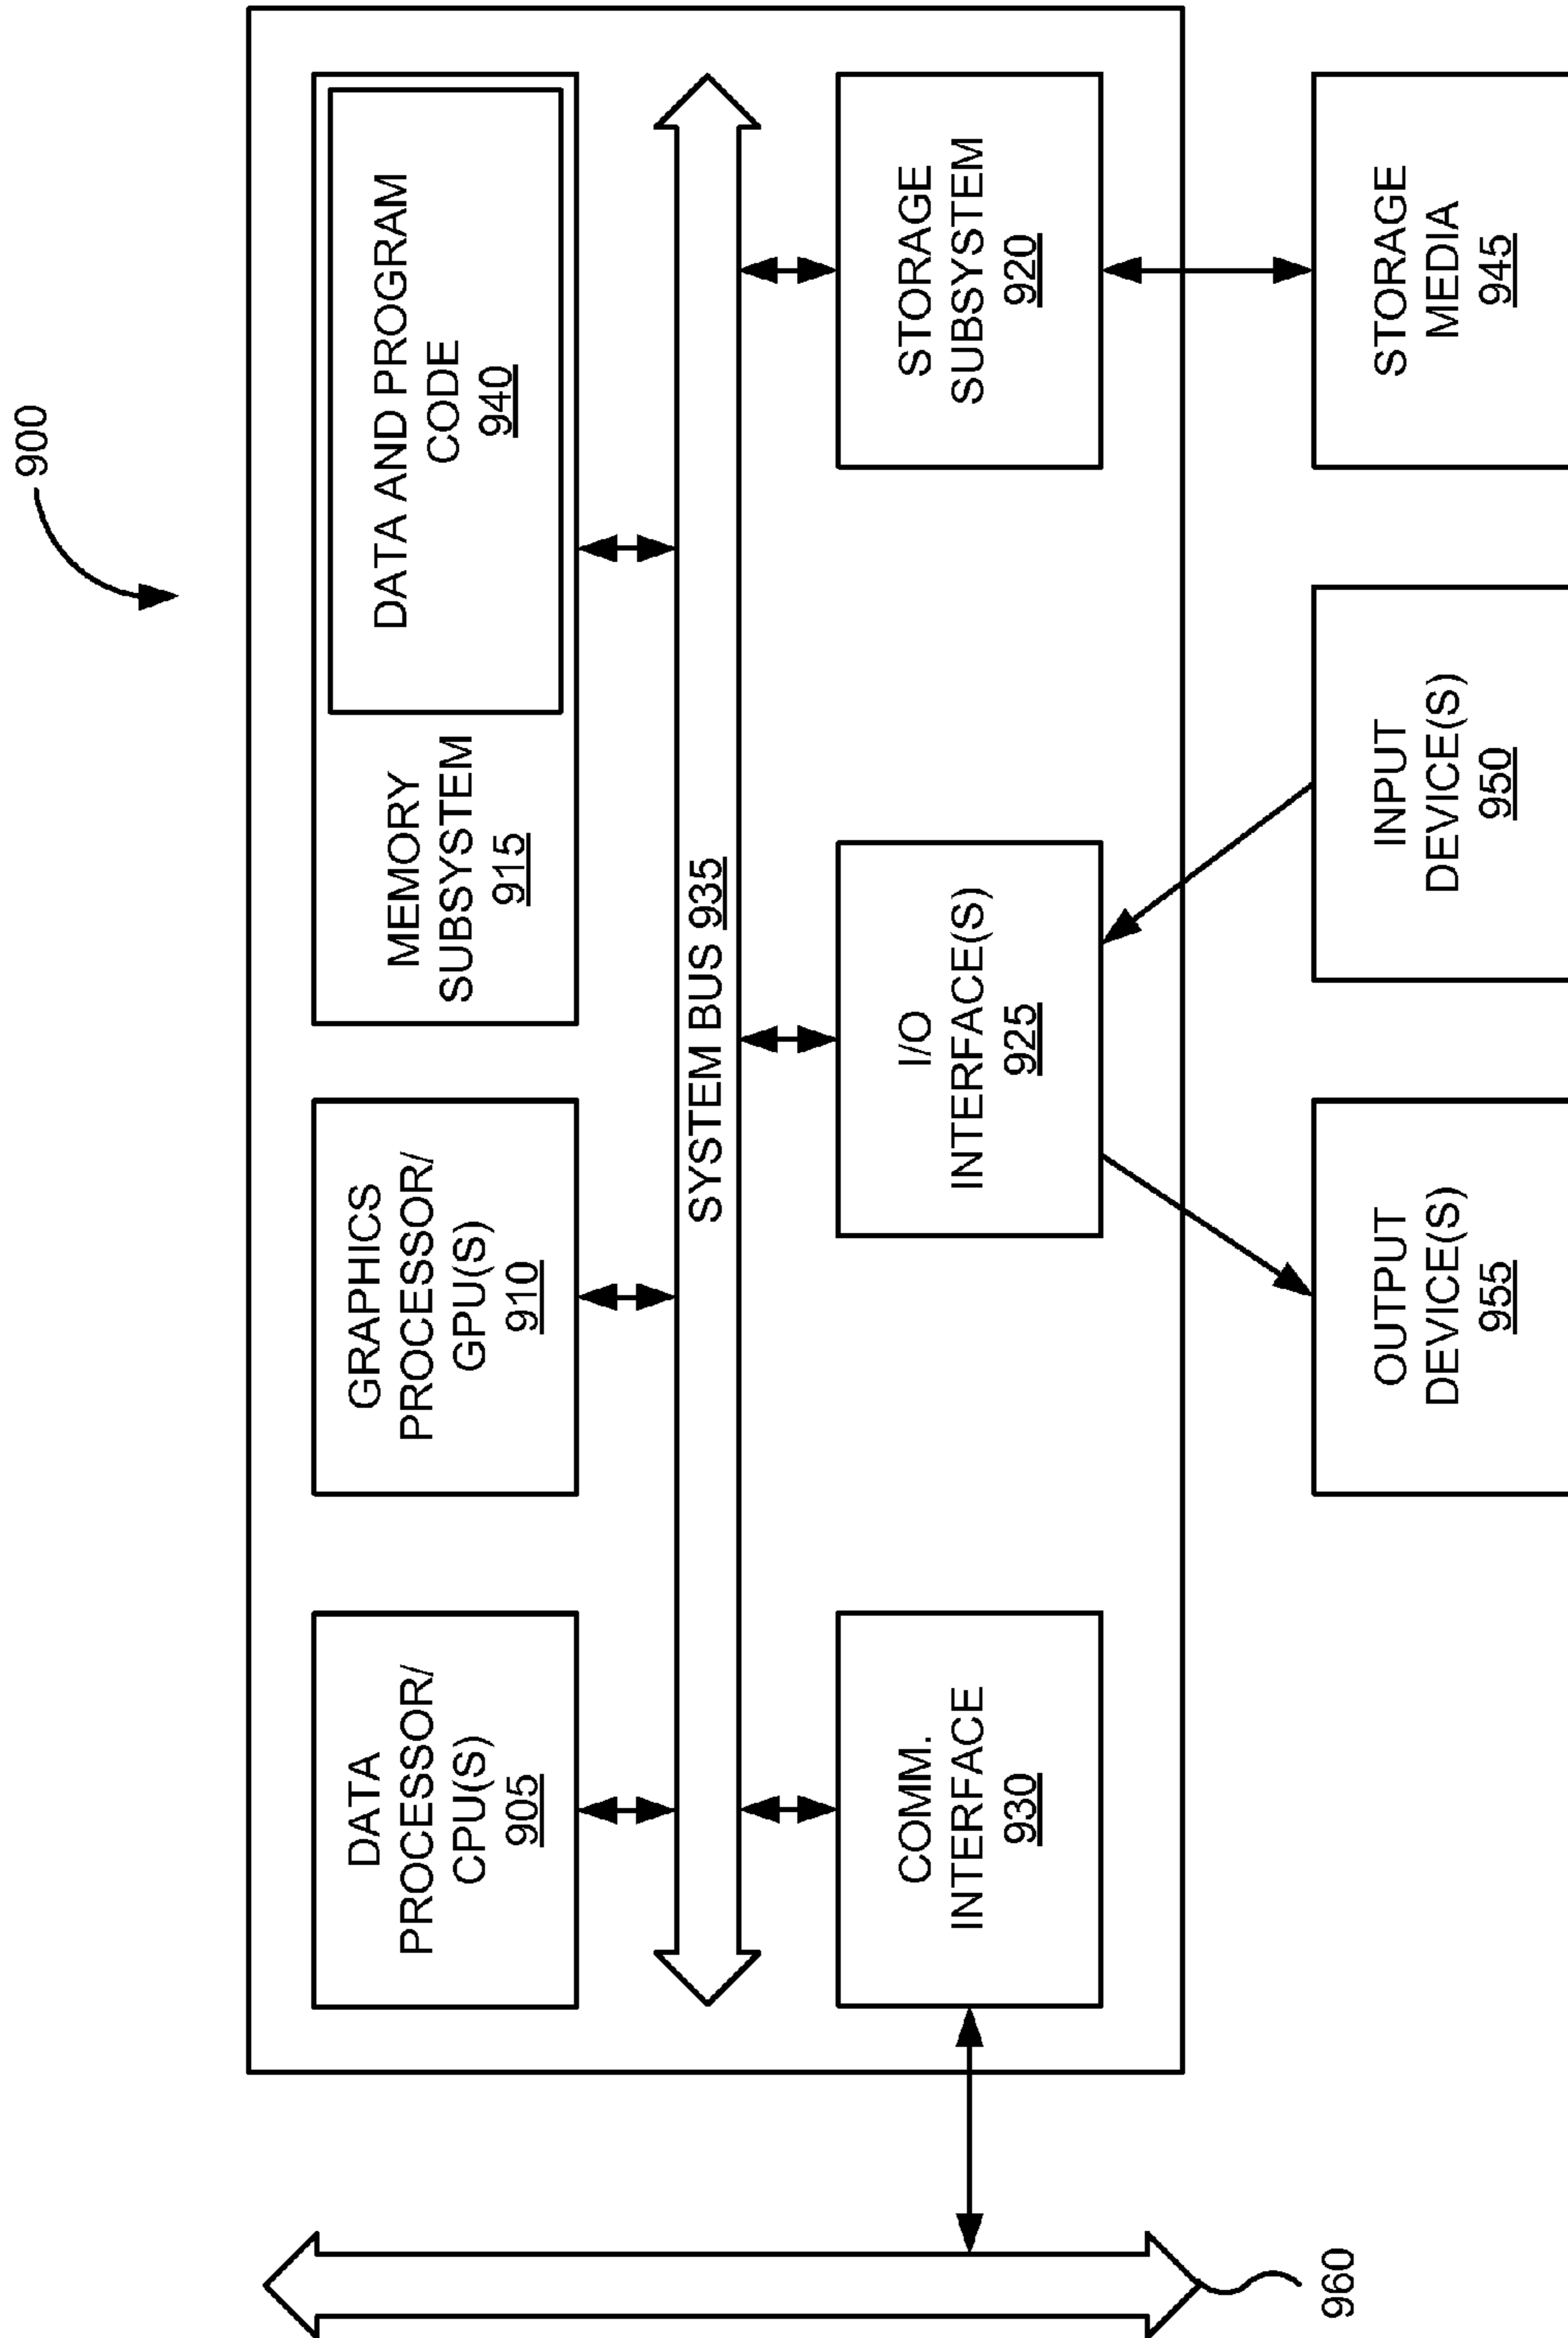 900
DATA
PROCESSOR/
CPU(S)
905
GRAPHICS
PROCESSOR/
GPU(S)
910
MEMORY
SUBSYSTEM
915
DATA AND PROGRAM
CODE
940
SYSTEM BUS 935
COMM.
INTERFACE
930
I/O
INTERFACE(S)
925
STORAGE
SUBSYSTEM
920
960
OUTPUT
DEVICE(S)
955
INPUT
DEVICE(S)
950
STORAGE
MEDIA
945